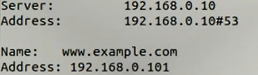 Server: 192.168.0.10
Address: 192.168.0.10#53

Name: www.example.com
Address: 192.168.0.101